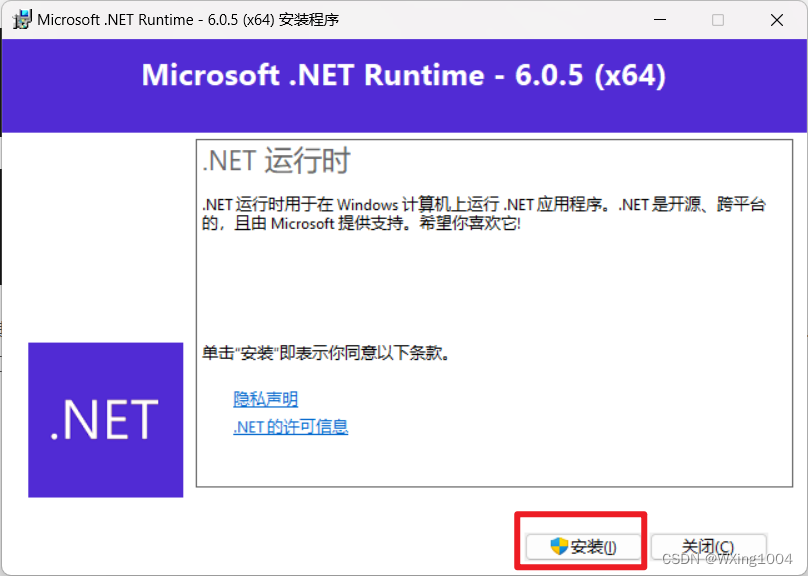 Microsoft .NET Runtime - 6.0.5 (x64) 安装程序
Microsoft .NET Runtime - 6.0.5 (x64)
.NET 运行时
.NET 运行时用于在 Windows 计算机上运行 .NET 应用程序。.NET 是开源、跨平台
的，且由 Microsoft 提供支持。希望你喜欢它!
单击“安装”即表示你同意以下条款。
隐私声明
.NET 的许可信息
.NET
安装(I)
关闭(C)
CSDN @WXing1004